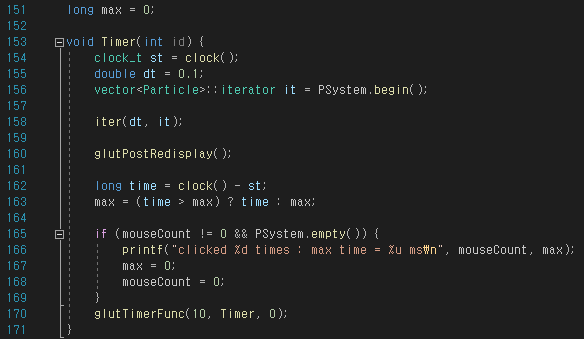 151 long max = 0;
152
153 void Timer(int id) {
154 clock_t st = clock();
155 double dt = 0.1;
156 vector<Particle>::iterator it = PSystem.begin();
157
158 iter(dt, it);
159
160 glutPostRedisplay();
161
162 long time = clock() - st;
163 max = (time > max) ? time : max;
164
165 if (mouseCount != 0 && PSystem.empty()) {
166 printf("clicked %d times : max time = %u ms₩n", mouseCount, max);
167 max = 0;
168 mouseCount = 0;
169 }
170 glutTimerFunc(10, Timer, 0);
171 }